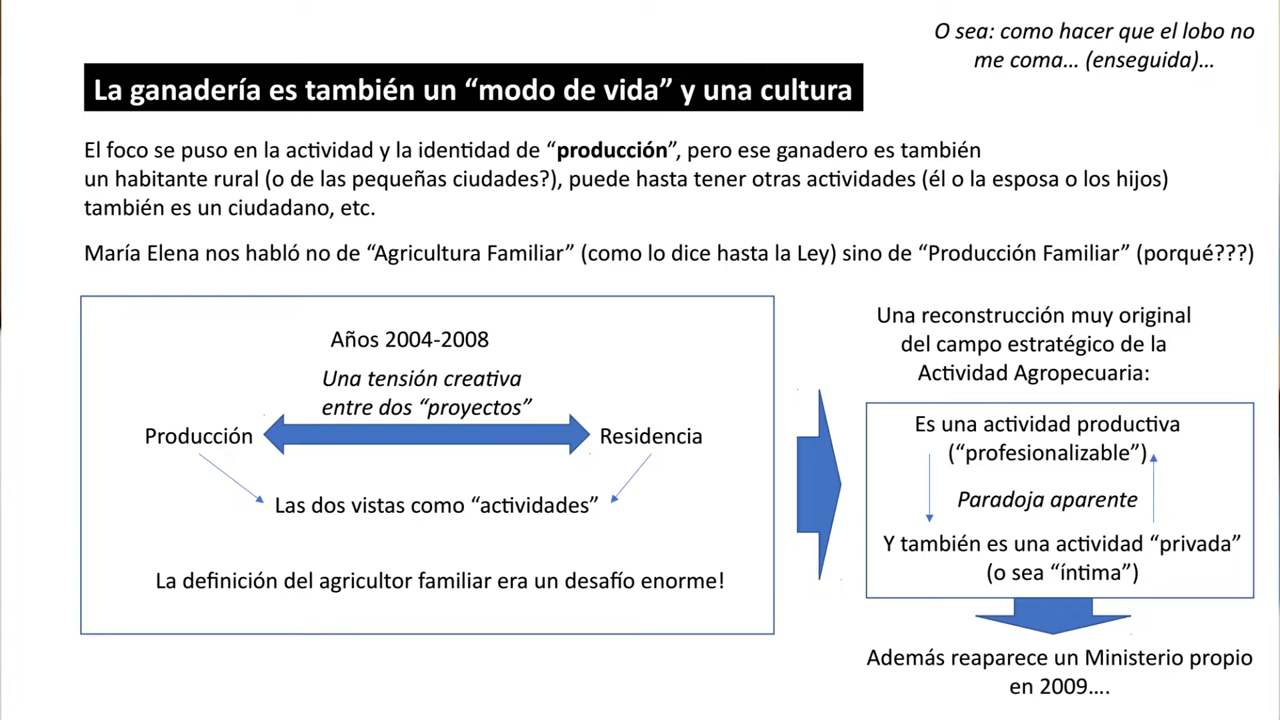 O sea: como hacer que el lobo no
me coma... (enseguida)...
La ganadería es también un “modo de vida” y una cultura
El foco se puso en la actividad y la identidad de “producción”, pero ese ganadero es también
un habitante rural (o de las pequeñas ciudades?), puede hasta tener otras actividades (él o la esposa o los hijos)
también es un ciudadano, etc.
María Elena nos habló no de “Agricultura Familiar” (como lo dice hasta la Ley) sino de “Producción Familiar” (porqué???)
Años 2004-2008
Una tensión creativa
entre dos “proyectos”
Producción
Residencia
Las dos vistas como “actividades”
La definición del agricultor familiar era un desafío enorme!
Una reconstrucción muy original
del campo estratégico de la
Actividad Agropecuaria:
Es una actividad productiva
(“profesionalizable”)
Paradoja aparente
Y también es una actividad “privada”
(o sea “íntima”)
Además reaparece un Ministerio propio
en 2009....